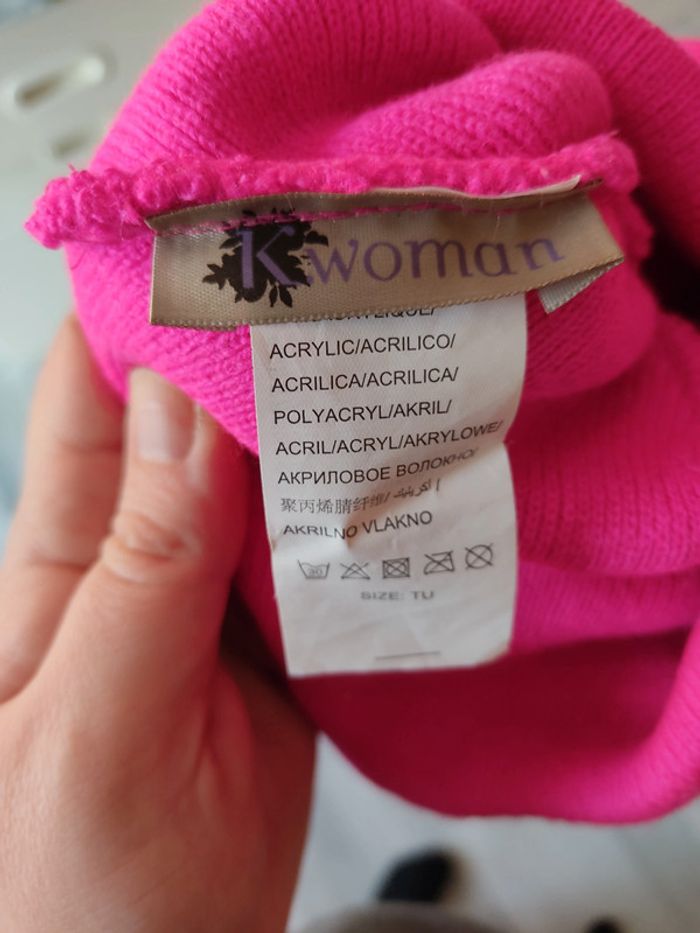 Kwoman
ACRYLIC/ACRILICO/
ACRILICA/ACRILICA/
POLYACRYL/AKRIL/
ACRIL/ACRYL/AKRYLOWE/
АКРИЛОВОЕ ВОЛОКНО/
聚丙烯腈纤维/
AKRILNO VLAKNO
30
SIZE: TU